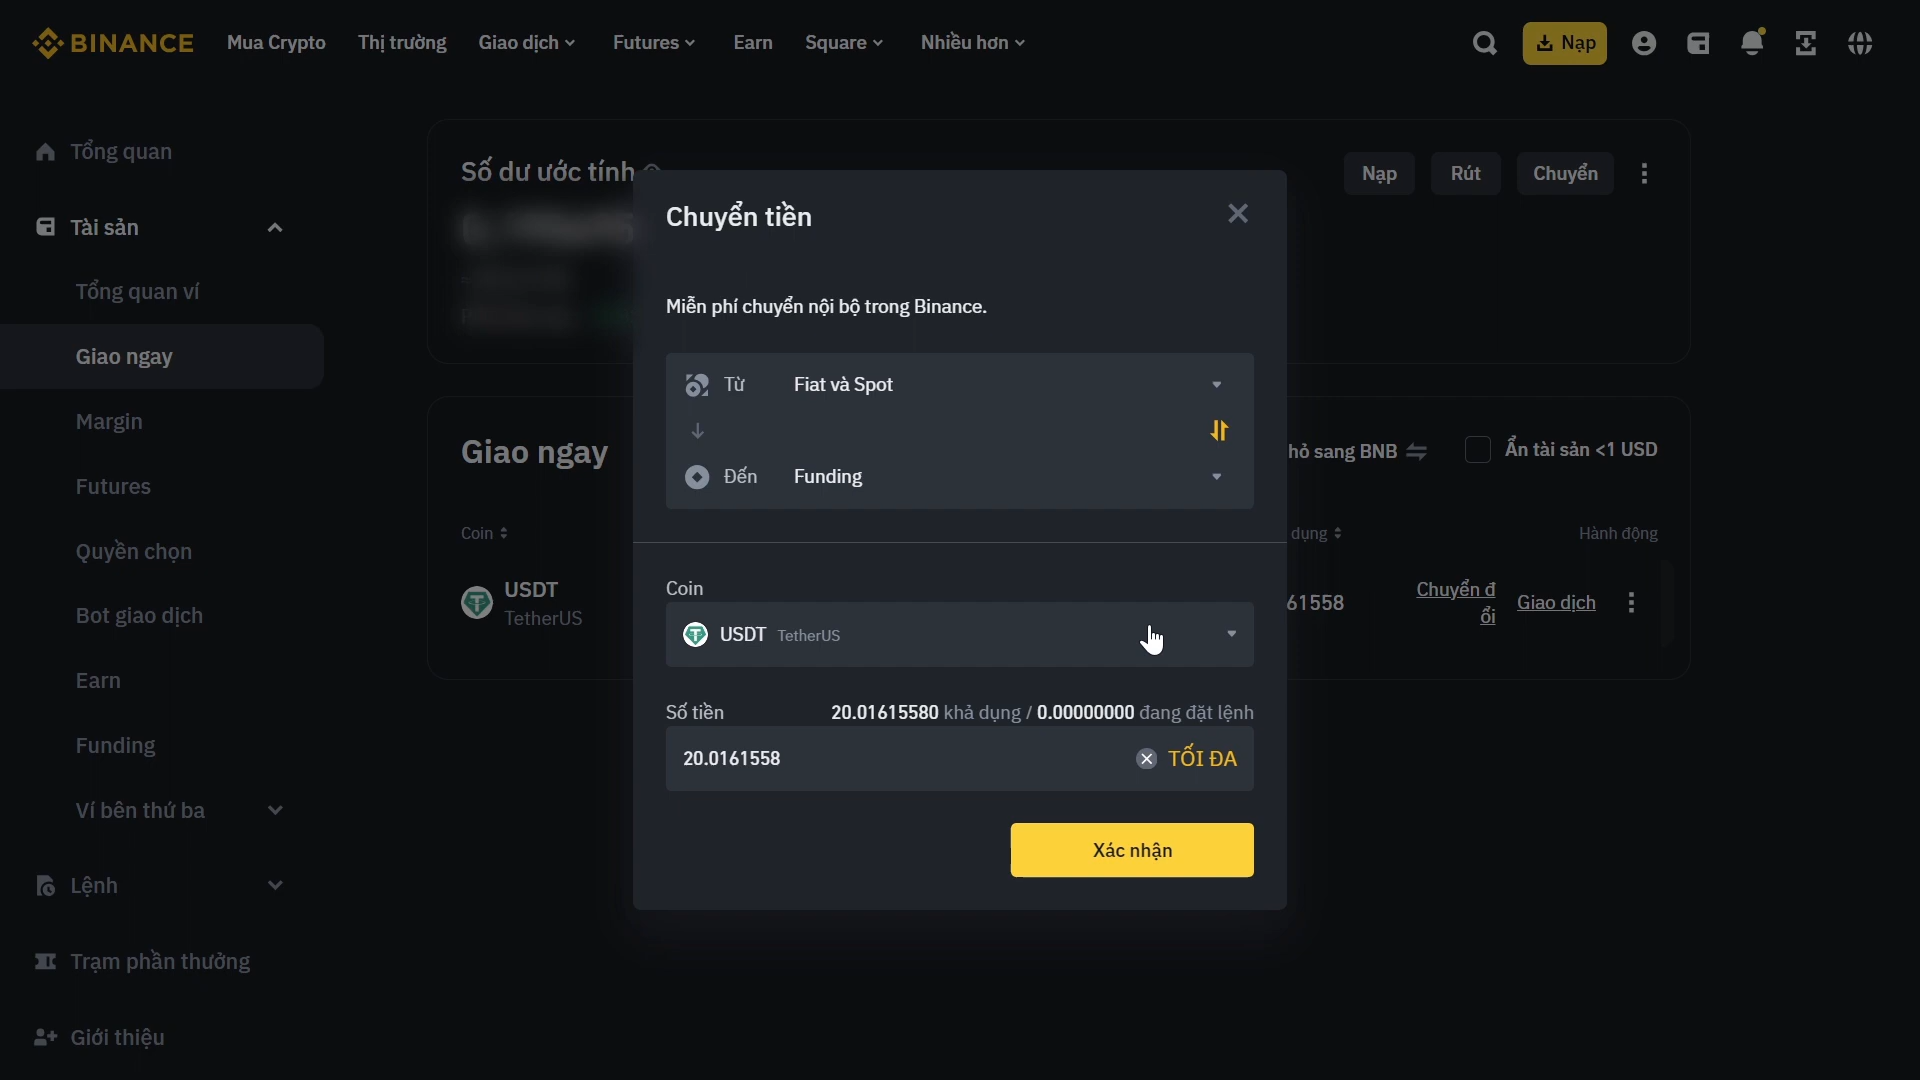 BINANCE
Mua Crypto
Thị trường
Giao dịch
Futures
Earn
Square
Nhiều hơn
Nạp
Tổng quan
Tài sản
Tổng quan ví
Giao ngay
Margin
Futures
Quyền chọn
Bot giao dịch
Earn
Funding
Ví bên thứ ba
Lệnh
Trạm phần thưởng
Giới thiệu
Số dư ước tính
Nạp
Rút
Chuyển
Giao ngay
hỏ sang BNB
Ẩn tài sản <1 USD
Coin
dụng
Hành động
USDT
TetherUS
61558
Chuyển đ
ổi
Giao dịch
Chuyển tiền
Miễn phí chuyển nội bộ trong Binance.
Từ Fiat và Spot
Đến Funding
Coin
USDT TetherUS
Số tiền 20.01615580 khả dụng / 0.00000000 đang đặt lệnh
20.0161558 TỐI ĐA
Xác nhận